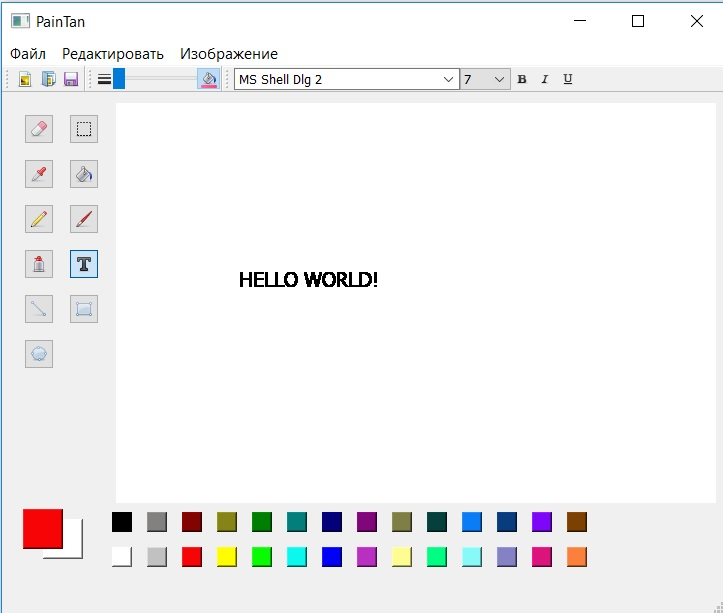 PainTan
Файл Редактировать Изображение
MS Shell Dlg 2 7 B I U
T
HELLO WORLD!